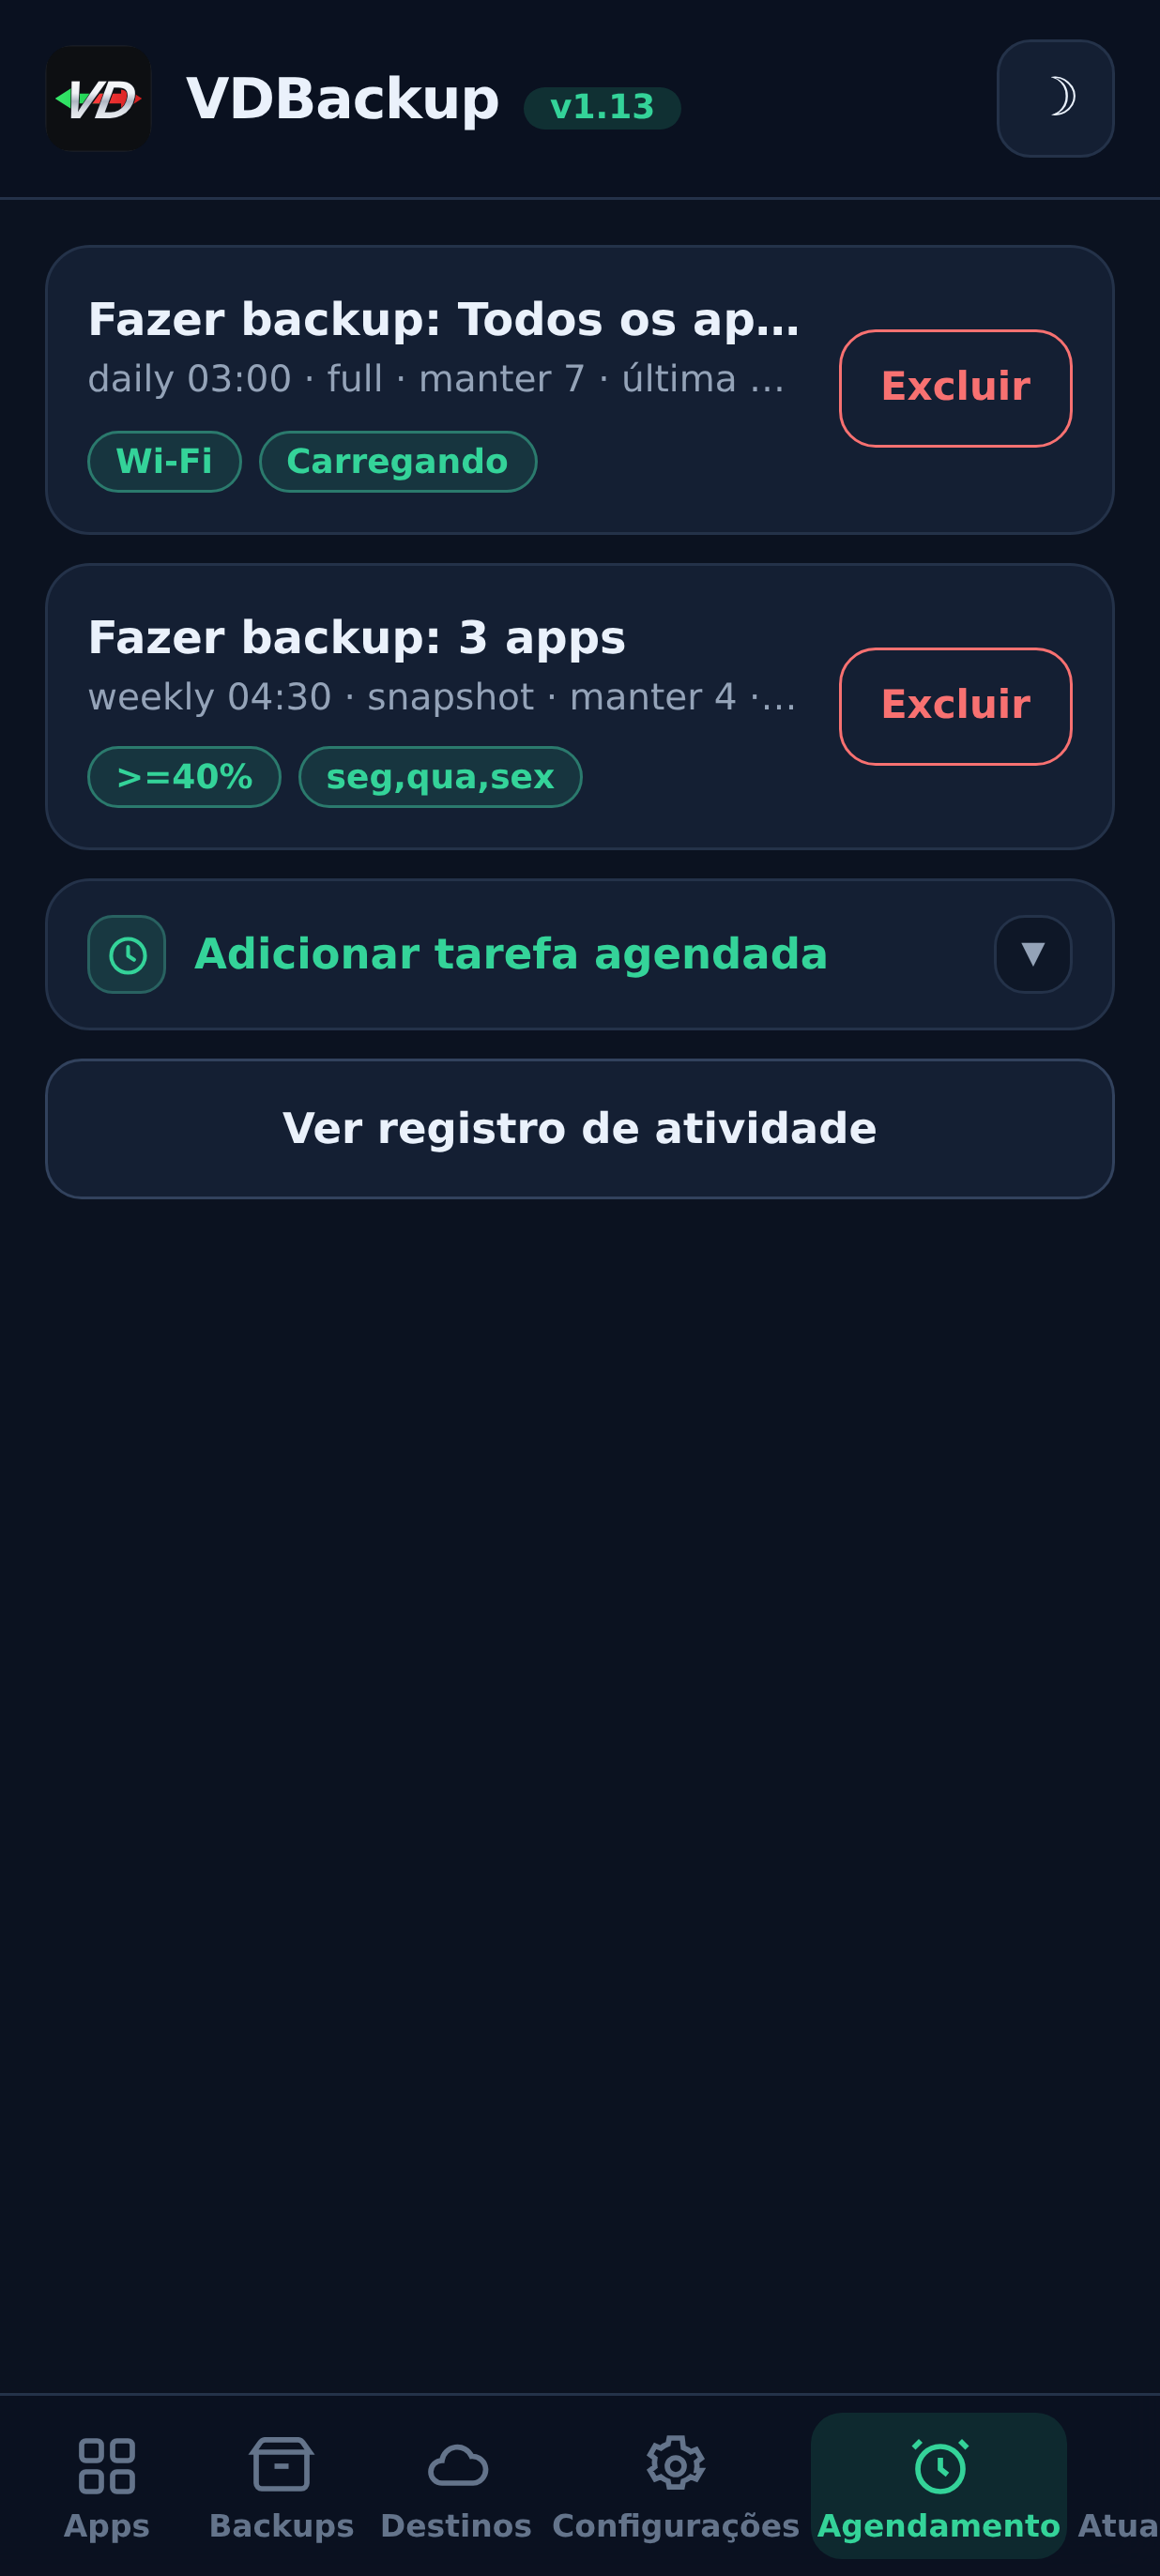 VD
VDBackup v1.13
Fazer backup: Todos os ap...
daily 03:00 · full · manter 7 · última ...
Excluir
Wi-Fi
Carregando
Fazer backup: 3 apps
weekly 04:30 · snapshot · manter 4 ·...
Excluir
>=40%
seg,qua,sex
Adicionar tarefa agendada
Ver registro de atividade
Apps
Backups
Destinos
Configurações
Agendamento
Atua